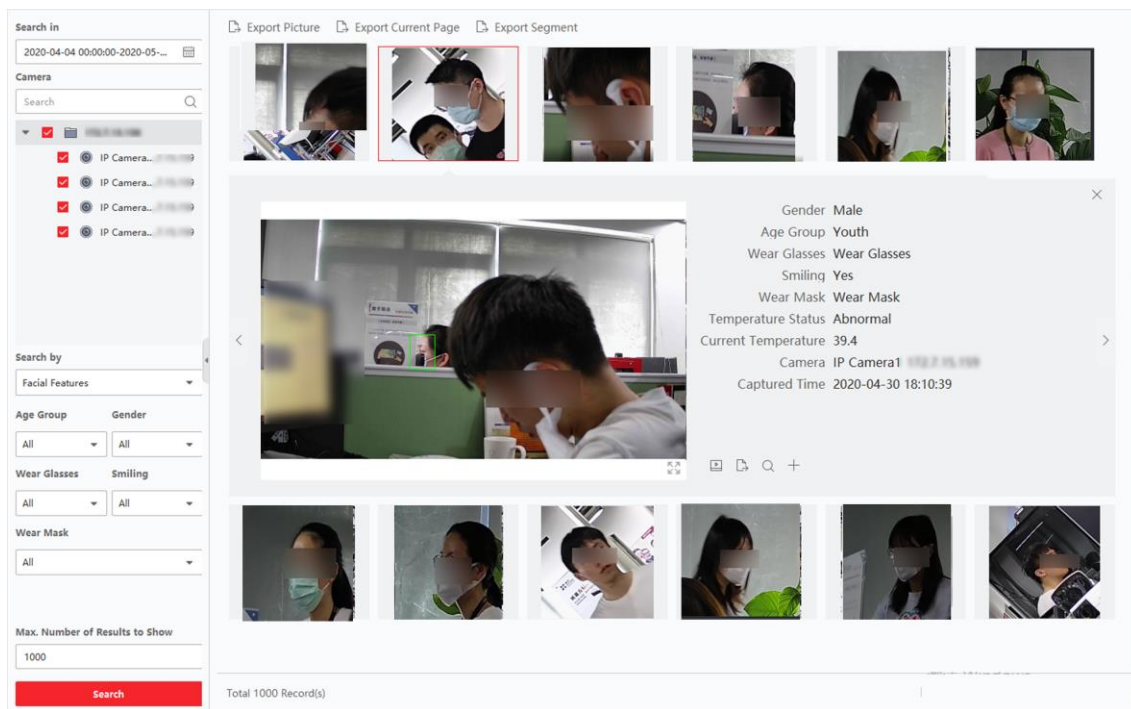 Search in
2020-04-04 00:00:00-2020-05-...
Camera
Search
IP Camera...
IP Camera...
IP Camera...
IP Camera...
Search by
Facial Features
Age Group Gender
All All
Wear Glasses Smiling
All All
Wear Mask
All
Max. Number of Results to Show
1000
Search
Export Picture Export Current Page Export Segment
Gender Male
Age Group Youth
Wear Glasses Wear Glasses
Smiling Yes
Wear Mask Wear Mask
Temperature Status Abnormal
Current Temperature 39.4
Camera IP Camera1
Captured Time 2020-04-30 18:10:39
Total 1000 Record(s)